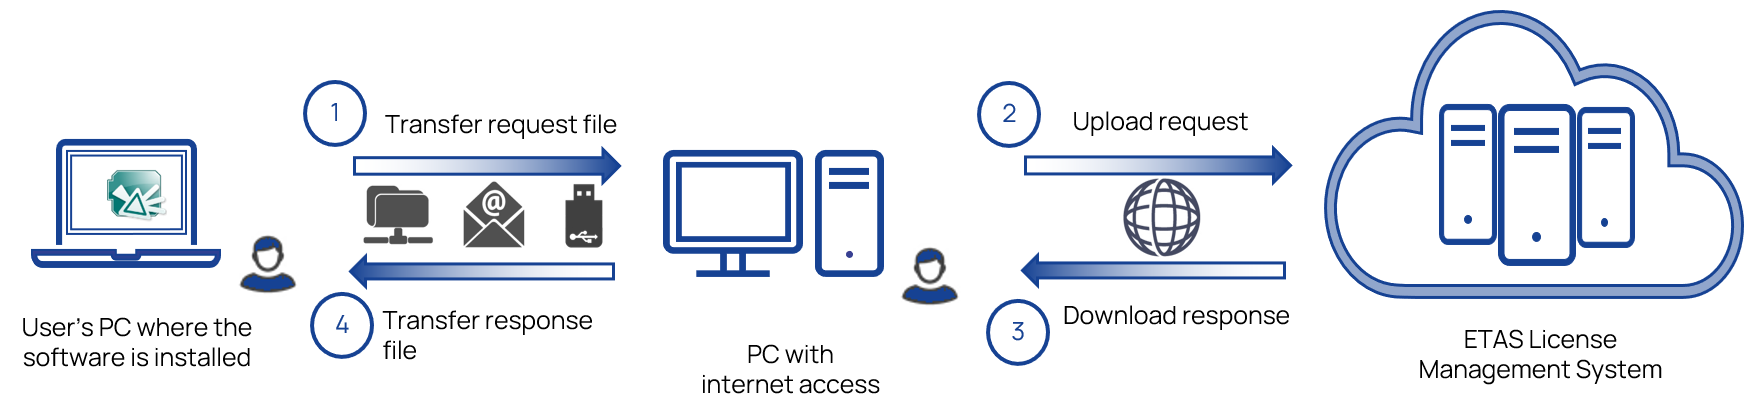 1
Transfer request file
2
Upload request
@
4
Transfer response
file
3
Download response
User's PC where the
software is installed
PC with
internet access
ETAS License
Management System